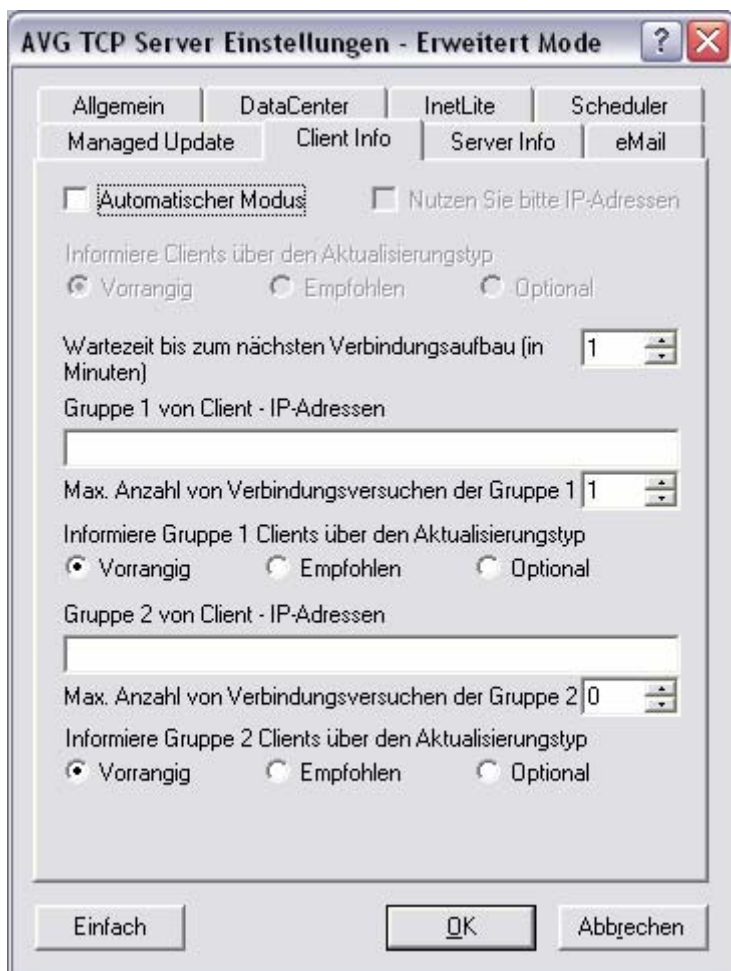 AVG TCP Server Einstellungen - Erweitert Mode
Allgemein DataCenter InetLite Scheduler
Managed Update Client Info Server Info eMail
Automatischer Modus Nutzen Sie bitte IP-Adressen
Informiere Clients über den Aktualisierungstyp
Vorrangig Empfohlen Optional
Wartezeit bis zum nächsten Verbindungsaufbau (in 1
Minuten)
Gruppe 1 von Client - IP-Adressen
Max. Anzahl von Verbindungsversuchen der Gruppe 1 1
Informiere Gruppe 1 Clients über den Aktualisierungstyp
Vorrangig Empfohlen Optional
Gruppe 2 von Client - IP-Adressen
Max. Anzahl von Verbindungsversuchen der Gruppe 2 0
Informiere Gruppe 2 Clients über den Aktualisierungstyp
Vorrangig Empfohlen Optional
Einfach OK Abbrechen